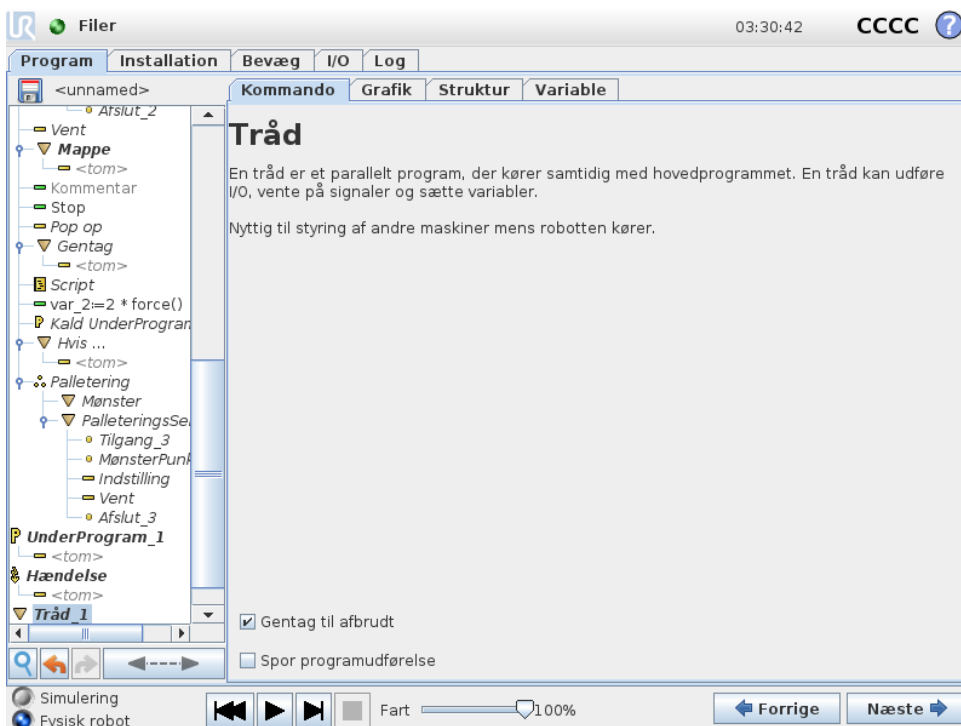 UR Filer 03:30:42 CCCC ?
Program Installation Bevæg I/O Log
<unnamed>
Kommando Grafik Struktur Variable
Afslut_2
Vent
Mappe
<tom>
Kommentar
Stop
Pop op
Gentag
<tom>
Script
var_2:=2 * force()
P Kald UnderProgram
Hvis ...
<tom>
Palletering
Mønster
PalleteringsSe
Tilgang_3
MønsterPunk
Indstilling
Vent
Afslut_3
P UnderProgram_1
<tom>
Hændelse
<tom>
Tråd_1
Tråd
En tråd er et parallelt program, der kører samtidig med hovedprogrammet. En tråd kan udføre
I/O, vente på signaler og sætte variabler.
Nyttig til styring af andre maskiner mens robotten kører.
Gentag til afbrudt
Spor programudførelse
Simulering
Fysisk robot
Fart 100%
Forrige
Næste